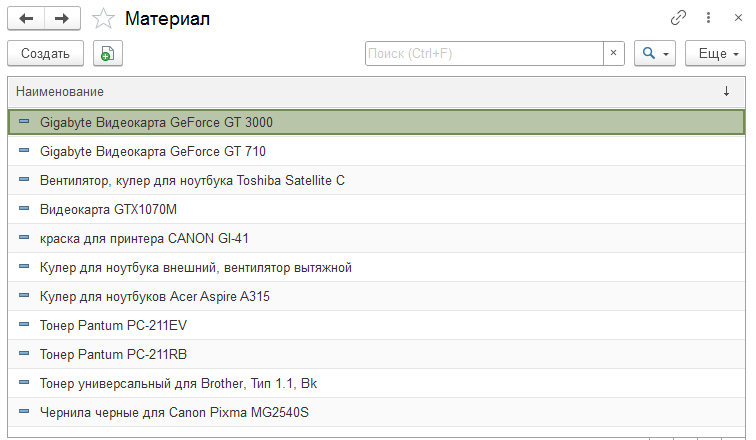 Материал
Создать
Поиск (Ctrl+F)
×
Еще
Наименование ↓
Gigabyte Видеокарта GeForce GT 3000
Gigabyte Видеокарта GeForce GT 710
Вентилятор, кулер для ноутбука Toshiba Satellite C
Видеокарта GTX1070M
краска для принтера CANON GI-41
Кулер для ноутбука внешний, вентилятор вытяжной
Кулер для ноутбуков Acer Aspire A315
Тонер Pantum PC-211EV
Тонер Pantum PC-211RB
Тонер универсальный для Brother, Тип 1.1, Bk
Чернила черные для Canon Pixma MG2540S